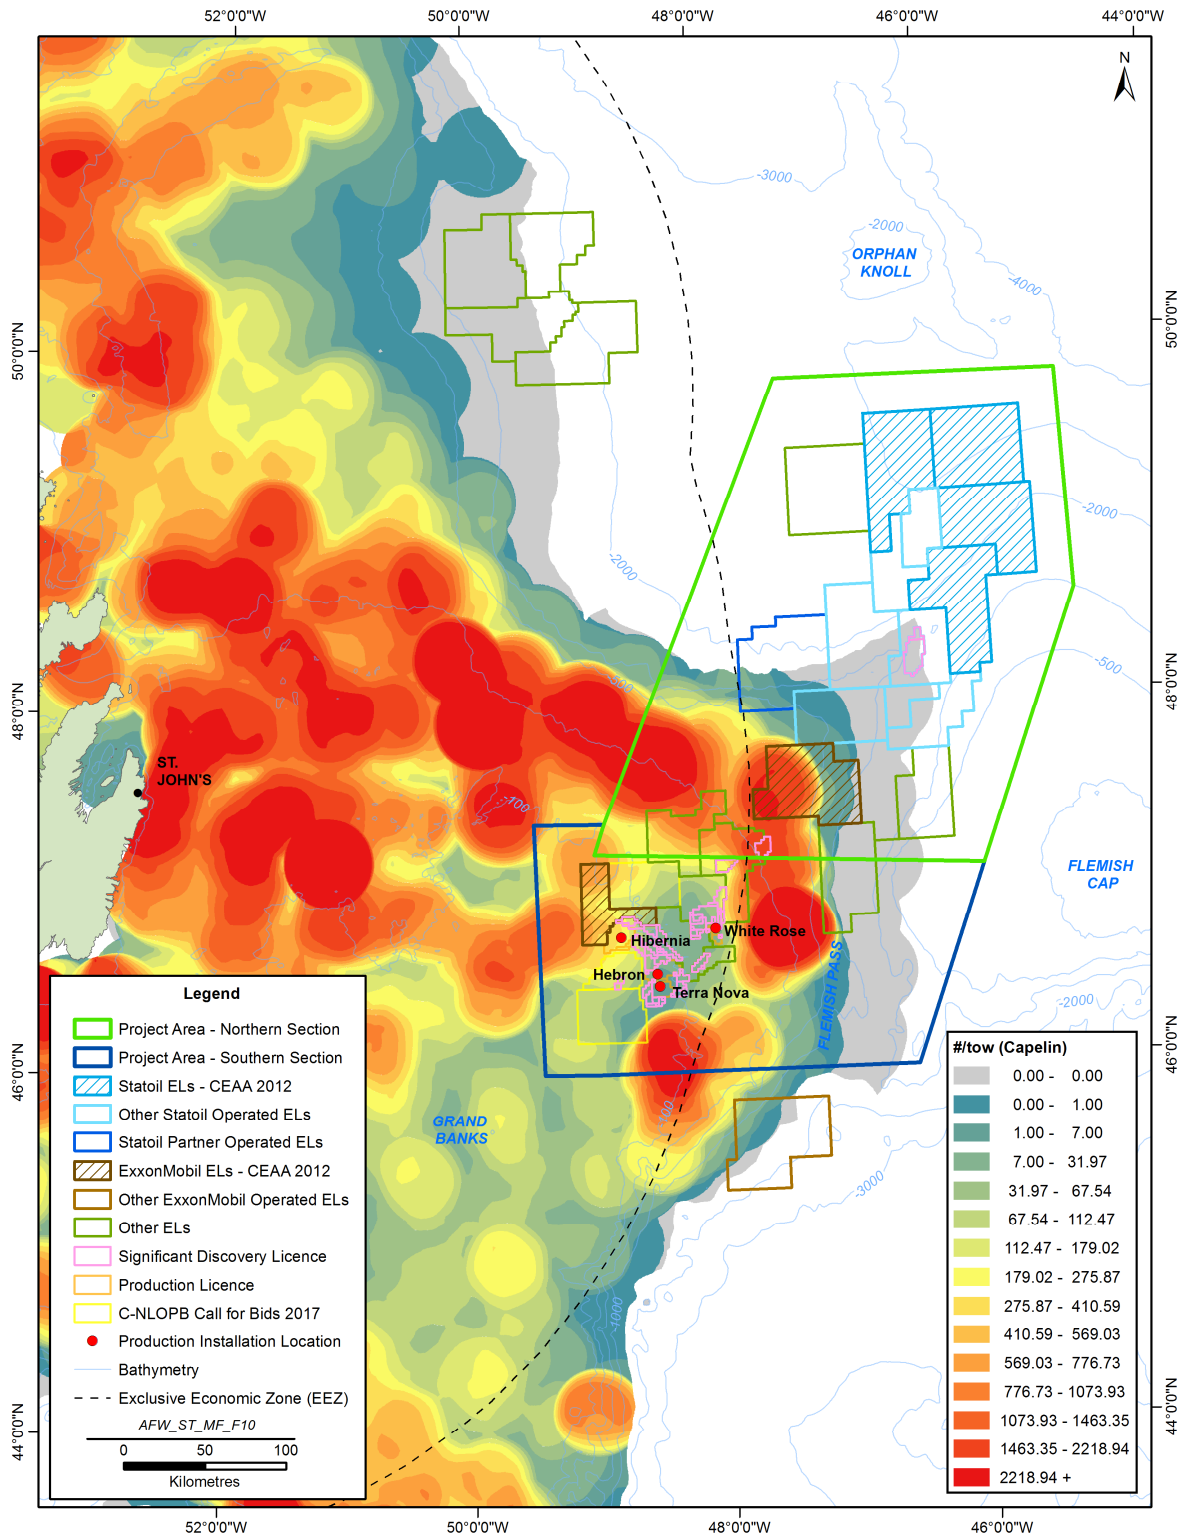 52°0'0"W
50°0'0"W
48°0'0"W
46°0'0"W
44°0'0"W
N
-3000
-2000
ORPHAN
KNOLL
-4000
50°0'0"N
50°0'0"N
-2000
-2000
-500
-500
48°0'0"N
48°0'0"N
ST.
JOHN'S
-100
FLEMISH
CAP
White Rose
Hibernia
Hebron
Terra Nova
FLEMISH PASS
-2000
46°0'0"N
46°0'0"N
GRAND
BANKS
-100
-3000
-1000
44°0'0"N
44°0'0"N
Legend
Project Area - Northern Section
Project Area - Southern Section
Statoil ELs - CEAA 2012
Other Statoil Operated ELs
Statoil Partner Operated ELs
ExxonMobil ELs - CEAA 2012
Other ExxonMobil Operated ELs
Other ELs
Significant Discovery Licence
Production Licence
C-NLOPB Call for Bids 2017
Production Installation Location
Bathymetry
Exclusive Economic Zone (EEZ)
AFW_ST_MF_F10
0 50 100
Kilometres
#/tow (Capelin)
0.00 - 0.00
0.00 - 1.00
1.00 - 7.00
7.00 - 31.97
31.97 - 67.54
67.54 - 112.47
112.47 - 179.02
179.02 - 275.87
275.87 - 410.59
410.59 - 569.03
569.03 - 776.73
776.73 - 1073.93
1073.93 - 1463.35
1463.35 - 2218.94
2218.94 +
52°0'0"W
50°0'0"W
48°0'0"W
46°0'0"W